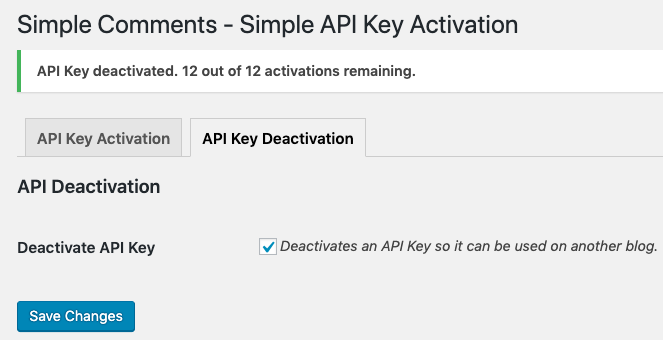 Simple Comments - Simple API Key Activation
API Key deactivated. 12 out of 12 activations remaining.
API Key Activation
API Key Deactivation
API Deactivation
Deactivate API Key
Deactivates an API Key so it can be used on another blog.
Save Changes